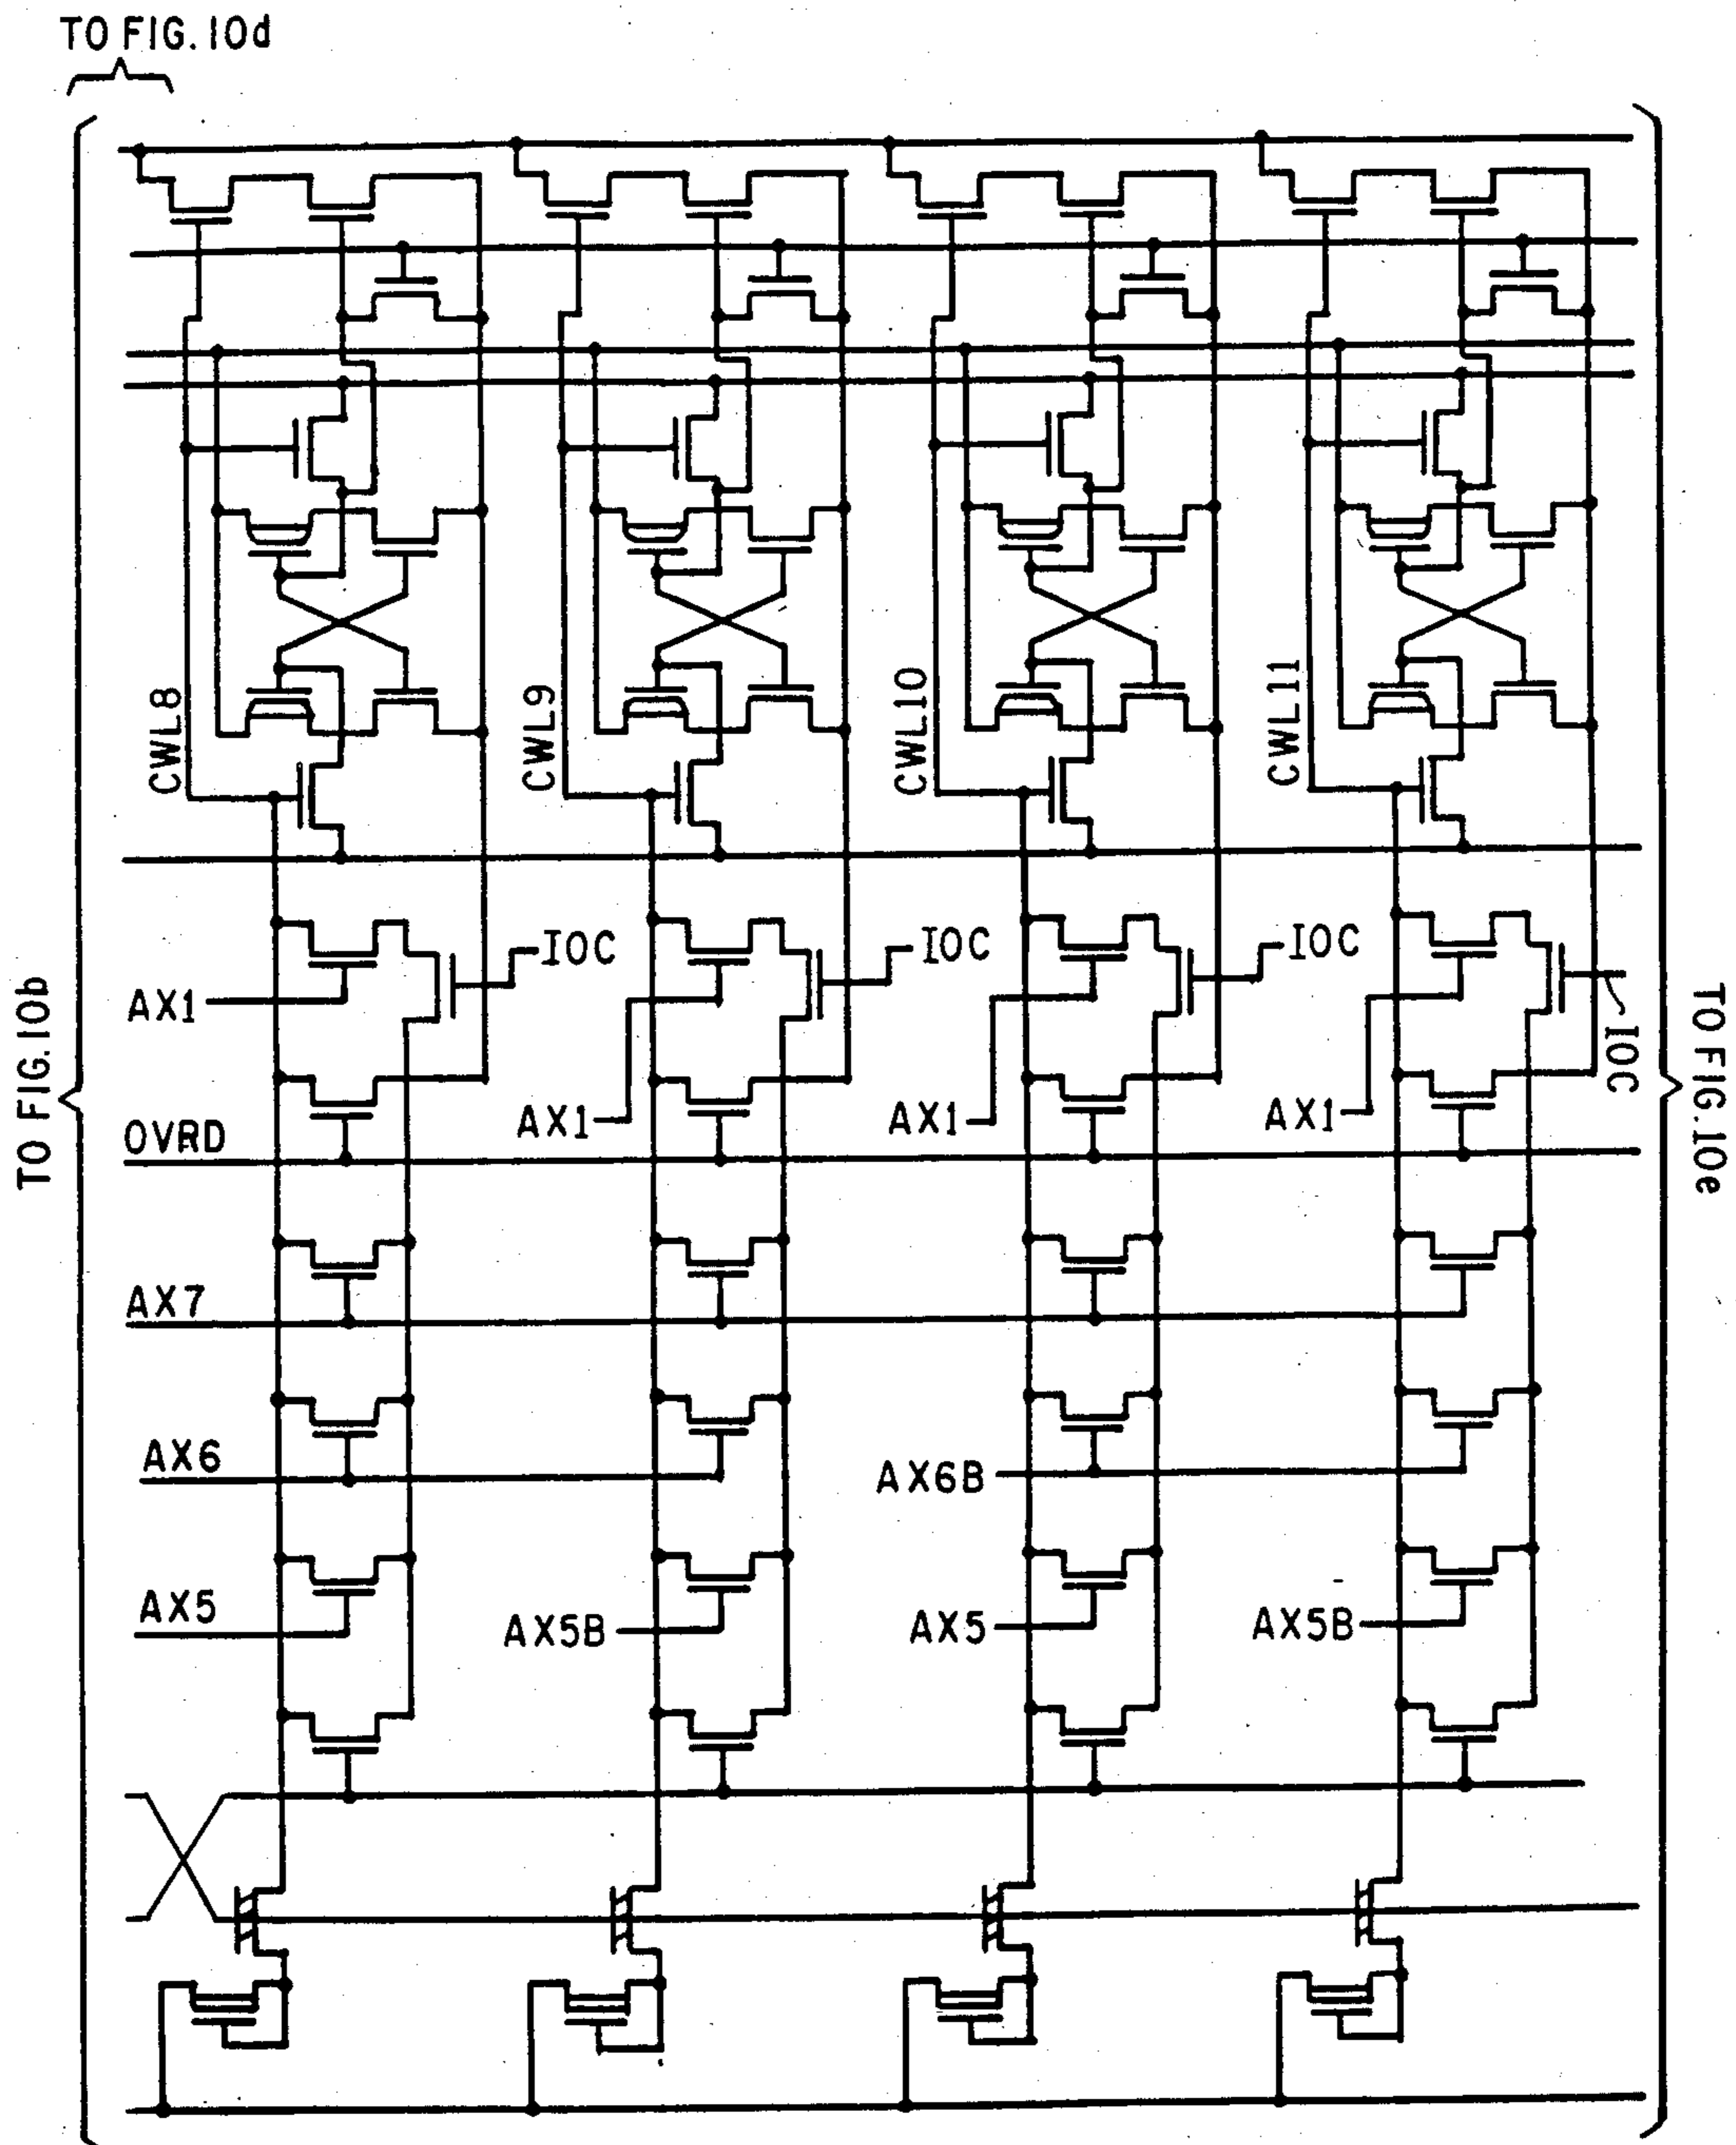 TO FIG. 10d
CWL8
CWL9
CWL10
CWL11
IOC
IOC
IOC
IOC
AX1
AX1
AX1
AX1
TO FIG. 10b
TO FIG. 10e
OVRD
AX7
AX6
AX6B
AX5
AX5B
AX5
AX5B